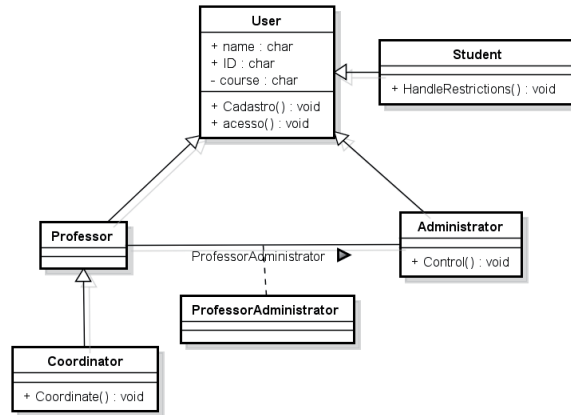 User
+ name : char
+ ID : char
- course : char
+ Cadastro() : void
+ acesso() : void
Student
+ HandleRestrictions() : void
Professor
ProfessorAdministrator
Administrator
+ Control() : void
ProfessorAdministrator
Coordinator
+ Coordinate() : void